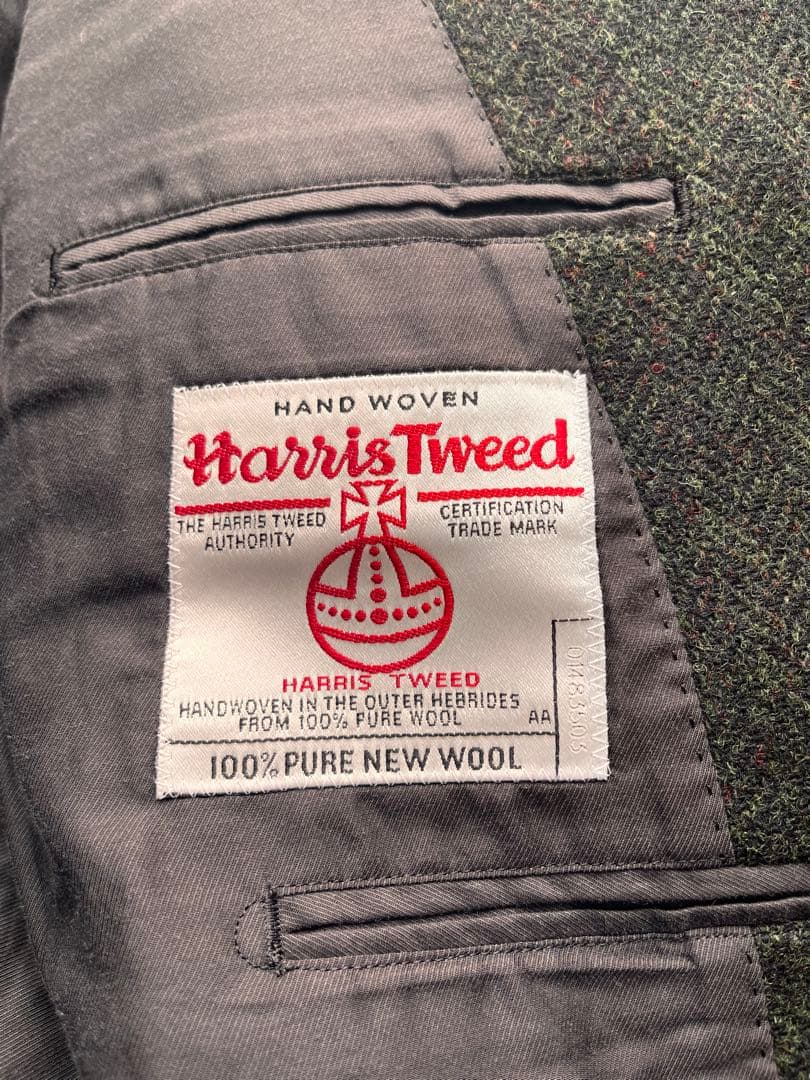 HAND WOVEN
Harris Tweed
THE HARRIS TWEED
AUTHORITY
CERTIFICATION
TRADE MARK
HARRIS TWEED
HANDWOVEN IN THE OUTER HEBRIDES
FROM 100% PURE WOOL
AA
100% PURE NEW WOOL